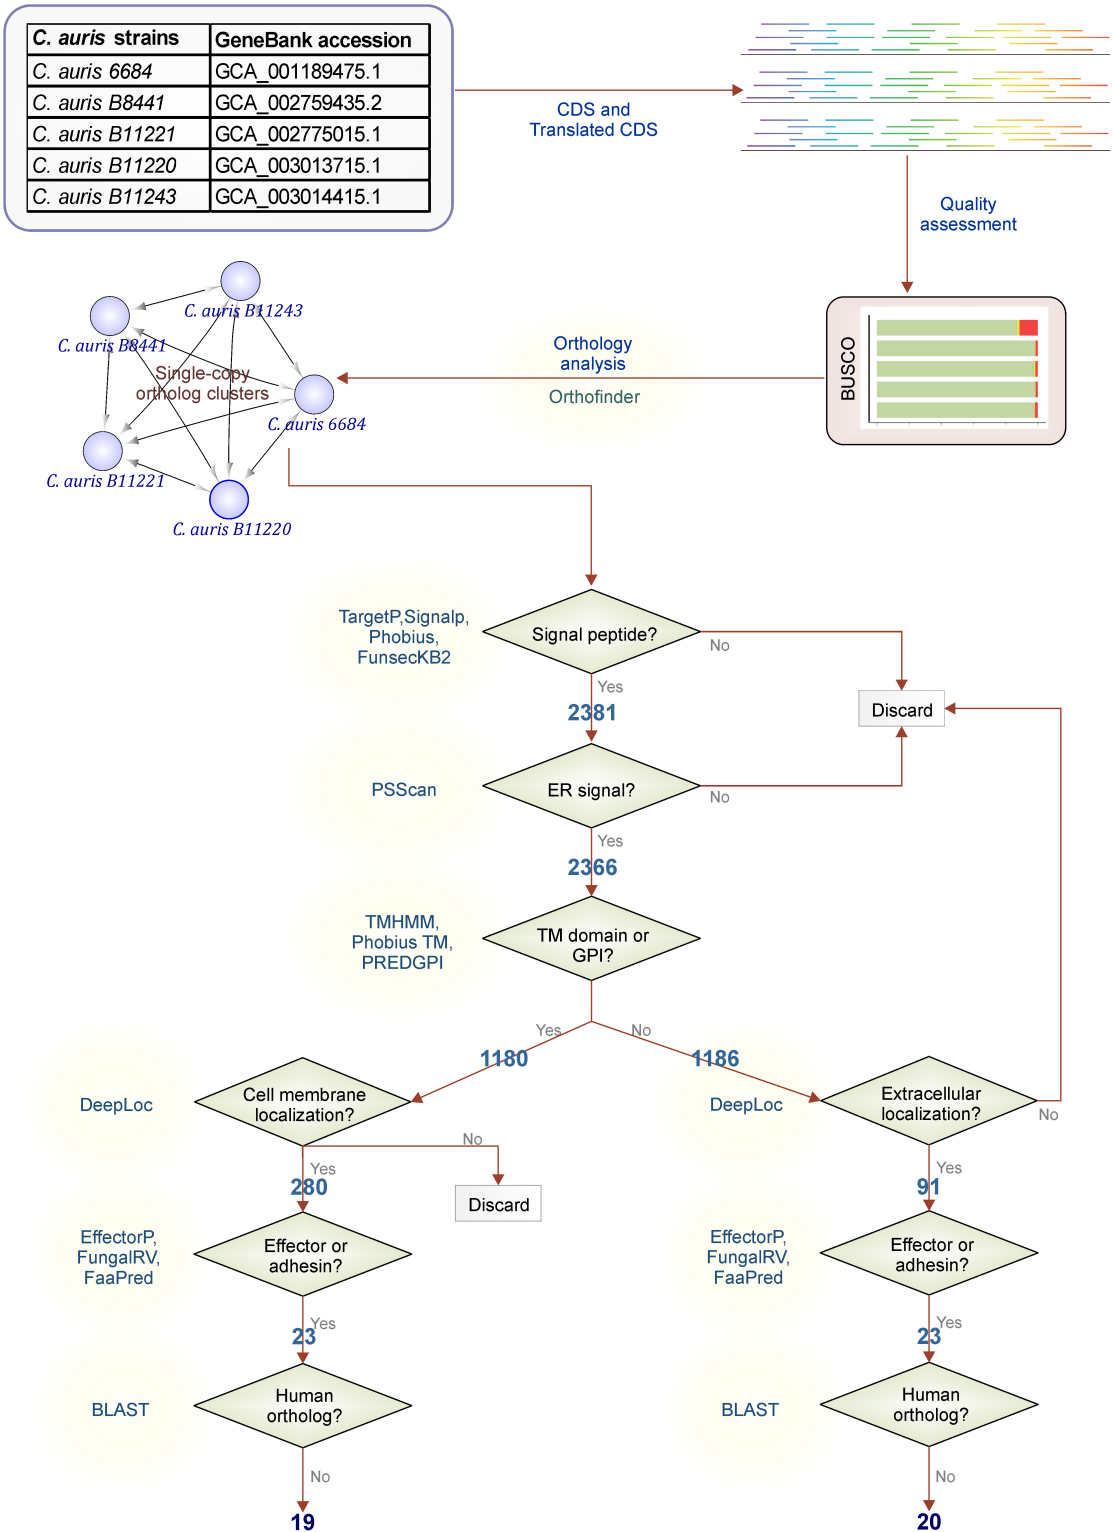 C. auris strains GeneBank accession
C. auris 6684 GCA_001189475.1
C. auris B8441 GCA_002759435.2
C. auris B11221 GCA_002775015.1
C. auris B11220 GCA_003013715.1
C. auris B11243 GCA_003014415.1
CDS and
Translated CDS
Quality
assessment
BUSCO
Orthology
analysis
Orthofinder
C. auris B11243
C. auris B8441
Single-copy
ortholog clusters
C. auris 6684
C. auris B11221
C. auris B11220
TargetP,Signalp,
Phobius,
FunsecKB2
Signal peptide?
No
Yes
2381
Discard
PSScan
ER signal?
No
Yes
2366
TMHMM,
Phobius TM,
PREDGPI
TM domain or
GPI?
Yes
No
1180
1186
DeepLoc
Cell membrane
localization?
No
Yes
280
Discard
DeepLoc
Extracellular
localization?
No
Yes
91
EffectorP,
FungalRV,
FaaPred
Effector or
adhesin?
Yes
23
EffectorP,
FungalRV,
FaaPred
Effector or
adhesin?
Yes
23
BLAST
Human
ortholog?
No
19
BLAST
Human
ortholog?
No
20